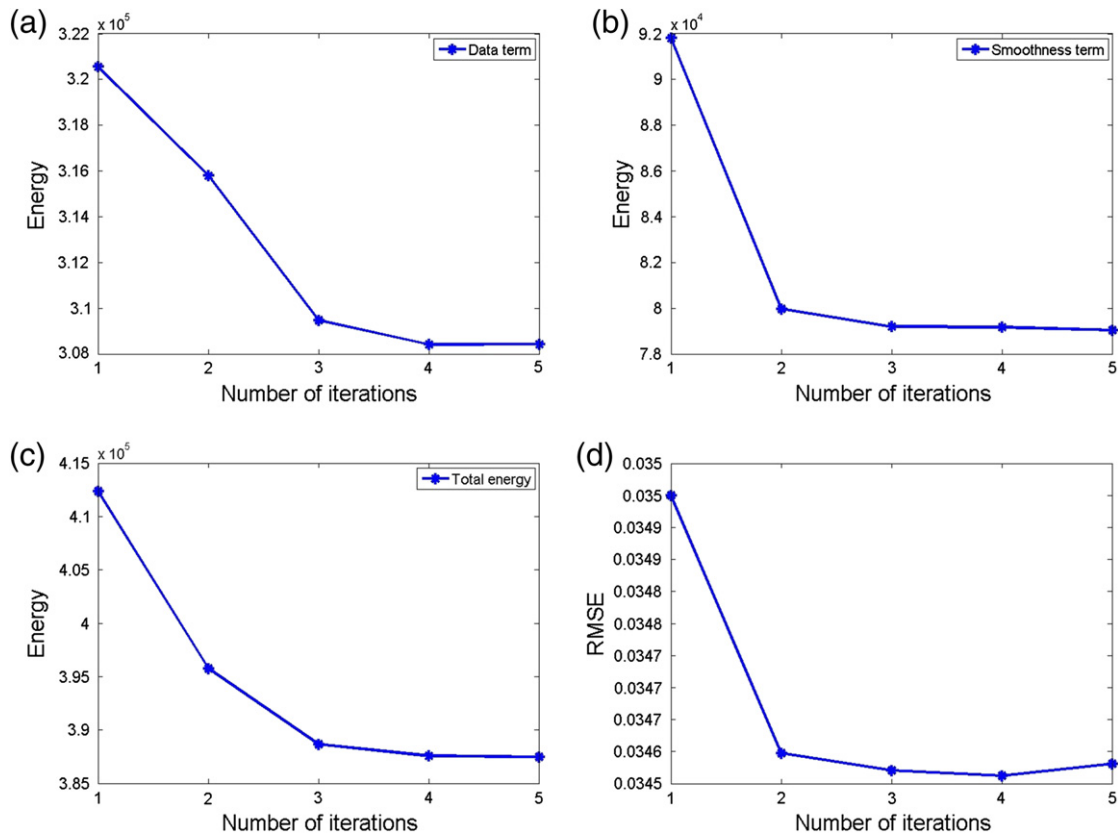 (a)
x 10^5
3.22
3.2
3.18
3.16
3.14
3.12
3.1
3.08
Energy
Data term
1 2 3 4 5
Number of iterations
(b)
x 10^4
9.2
9
8.8
8.6
8.4
8.2
8
7.8
Energy
Smoothness term
1 2 3 4 5
Number of iterations
(c)
x 10^5
4.15
4.1
4.05
4
3.95
3.9
3.85
Energy
Total energy
1 2 3 4 5
Number of iterations
(d)
0.035
0.035
0.0349
0.0349
0.0348
0.0348
0.0347
0.0347
0.0347
0.0346
0.0345
RMSE
1 2 3 4 5
Number of iterations